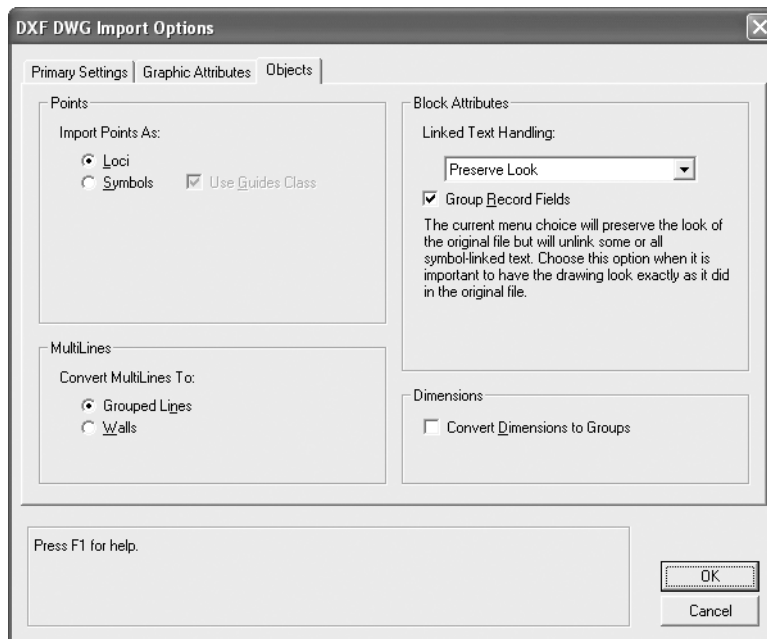 DXF DWG Import Options
Primary Settings
Graphic Attributes
Objects
Points
Import Points As:
Loci
Symbols
Use Guides Class
MultiLines
Convert MultiLines To:
Grouped Lines
Walls
Block Attributes
Linked Text Handling:
Preserve Look
Group Record Fields
The current menu choice will preserve the look of
the original file but will unlink some or all
symbol-linked text. Choose this option when it is
important to have the drawing look exactly as it did
in the original file.
Dimensions
Convert Dimensions to Groups
Press F1 for help.
OK
Cancel